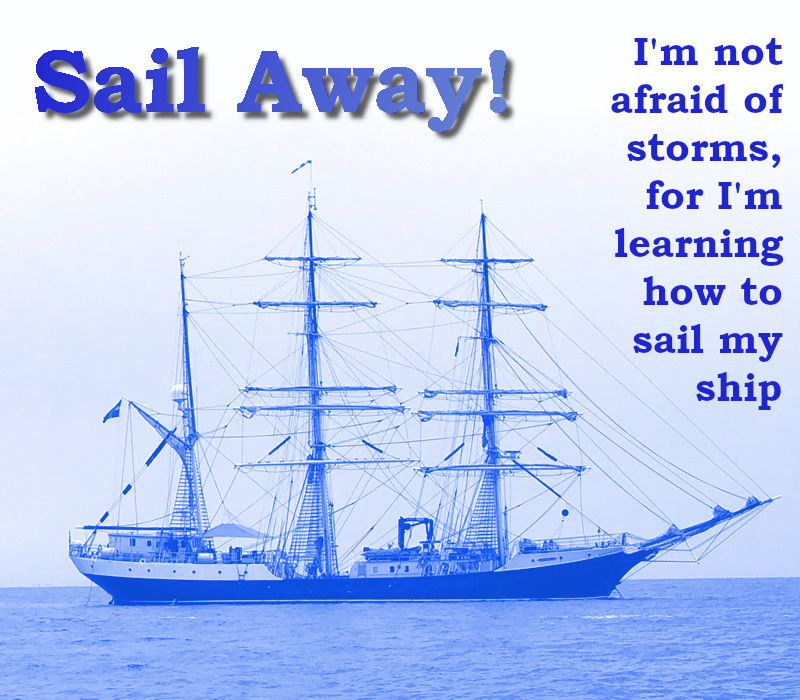 Sail Away!
I'm not
afraid of
storms,
for I'm
learning
how to
sail my
ship